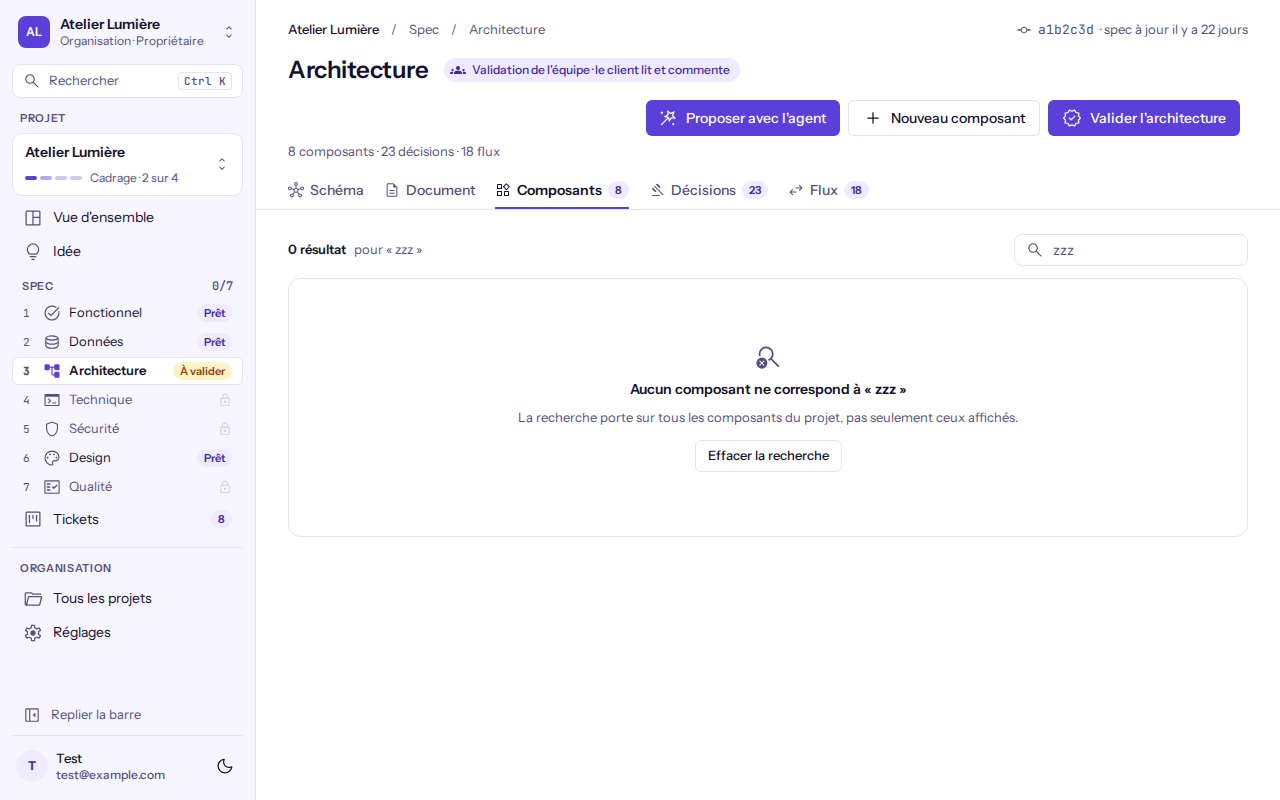 AL
Atelier Lumière
Organisation·Propriétaire
Rechercher
Ctrl K
PROJET
Atelier Lumière
Cadrage·2 sur 4
Vue d'ensemble
Idée
SPEC 0/7
1 Fonctionnel Prêt
2 Données Prêt
3 Architecture À valider
4 Technique
5 Sécurité
6 Design Prêt
7 Qualité
Tickets 8
ORGANISATION
Tous les projets
Réglages
Replier la barre
T
Test
test@example.com
Atelier Lumière / Spec / Architecture
a1b2c3d ·spec à jour il y a 22 jours
Architecture
Validation de l'équipe·le client lit et commente
Proposer avec l'agent
Nouveau composant
Valider l'architecture
8 composants·23 décisions·18 flux
Schéma Document Composants 8 Décisions 23 Flux 18
0 résultat pour « zzz »
zzz
Aucun composant ne correspond à « zzz »
La recherche porte sur tous les composants du projet, pas seulement ceux affichés.
Effacer la recherche